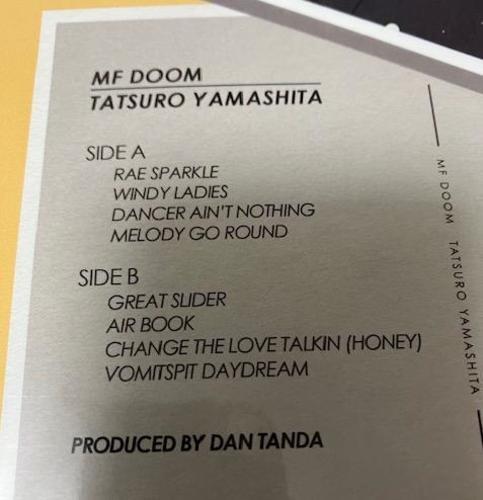 MF DOOM
TATSURO YAMASHITA
SIDE A
RAE SPARKLE
WINDY LADIES
DANCER AIN'T NOTHING
MELODY GO ROUND
SIDE B
GREAT SLIDER
AIR BOOK
CHANGE THE LOVE TALKIN (HONEY)
VOMITSPIT DAYDREAM
PRODUCED BY DAN TANDA
MF DOOM TATSURO YAMASHITA